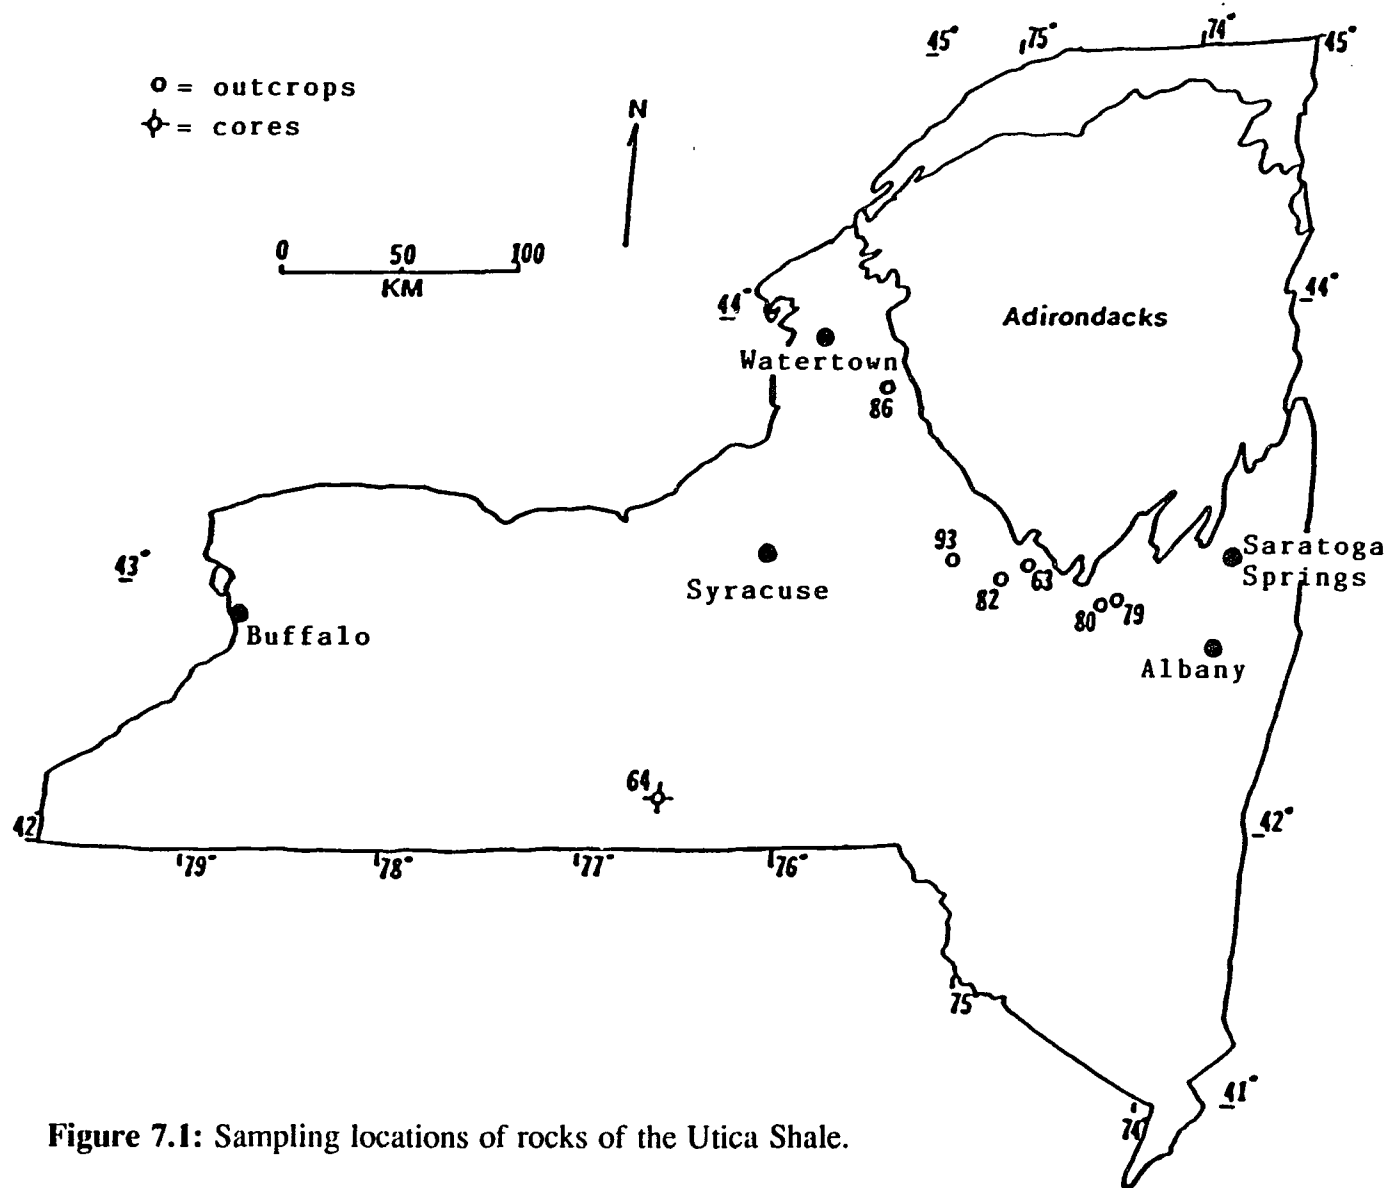 45°
75°
74°
45°
o = outcrops
= cores
N
0 50 100
KM
44°
44°
Adirondacks
Watertown
86
93
43°
Syracuse
82
63
Saratoga
Springs
80
79
Buffalo
Albany
64
42
42°
79°
78°
77°
76°
75
41°
74
Figure 7.1: Sampling locations of rocks of the Utica Shale.